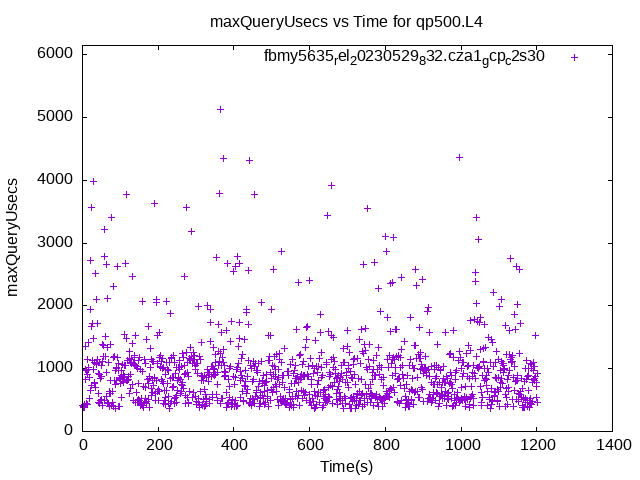 maxQueryUsecs vs Time for qp500.L4
fbmy5635rel20230529832.cza1gcpc2s30
6000
5000
4000
3000
2000
1000
0
maxQueryUsecs
0 200 400 600 800 1000 1200 1400
Time(s)